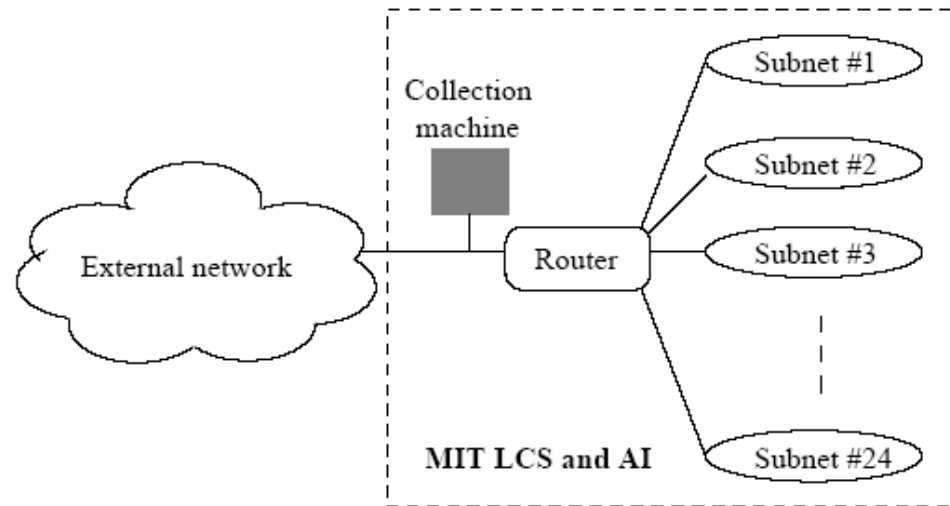 Subnet #1
Collection
machine
Subnet #2
External network
Router
Subnet #3
MIT LCS and AI
Subnet #24